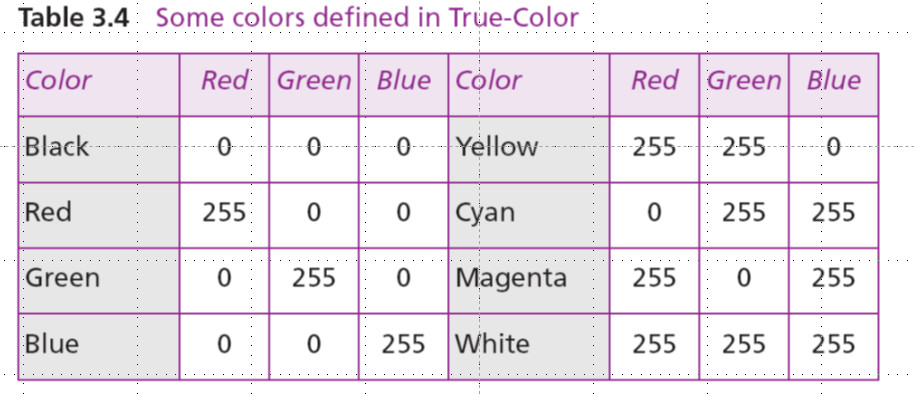 Table 3.4 Some colors defined in True-Color
Color Red Green Blue Color Red Green Blue
Black 0 0 0 Yellow 255 255 0
Red 255 0 0 Cyan 0 255 255
Green 0 255 0 Magenta 255 0 255
Blue 0 0 255 White 255 255 255